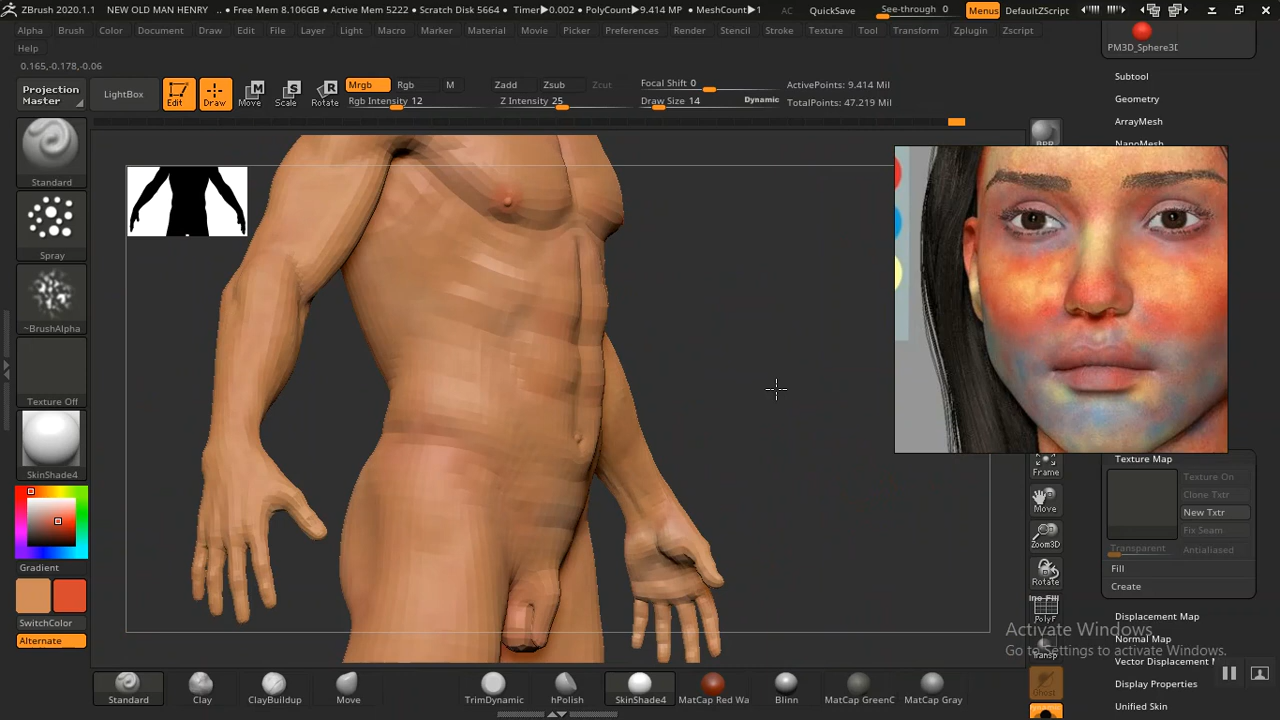 ZBrush 2020.1.1 NEW OLD MAN HENRY .. • Free Mem 8.106GB • Active Mem 5222 • Scratch Disk 5664 • Timer▶0.002 • PolyCount▶9.414 MP • MeshCount▶1 AC QuickSave See-through 0 Menus DefaultZScript
Alpha Brush Color Document Draw Edit File Layer Light Macro Marker Material Movie Picker Preferences Render Stencil Stroke Texture Tool Transform Zplugin Zscript
Help
0.165,-0.178,-0.06
PM3D_Sphere3D
Projection Master
LightBox
Edit Draw Move Scale Rotate
Mrgb Rgb M
Rgb Intensity 12
Zadd Zsub Zcut
Z Intensity 25
Focal Shift 0
Draw Size 14 Dynamic
ActivePoints: 9.414 Mil
TotalPoints: 47.219 Mil
Subtool
Geometry
ArrayMesh
NanoMesh
BPR
Standard
Spray
~BrushAlpha
Texture Off
SkinShade4
Gradient
SwitchColor
Alternate
Frame
Move
Zoom3D
Rotate
PolyF
Transp
Ghost
Texture Map
Texture On
Clone Txtr
New Txtr
Fix Seam
Transparent Antialiased
Fill
Create
Displacement Map
Normal Map
Vector Displacement
Display Properties
Unified Skin
Activate Windows
Go to Settings to activate Windows.
Standard Clay ClayBuildup Move TrimDynamic hPolish SkinShade4 MatCap Red Wa Blinn MatCap GreenC MatCap Gray